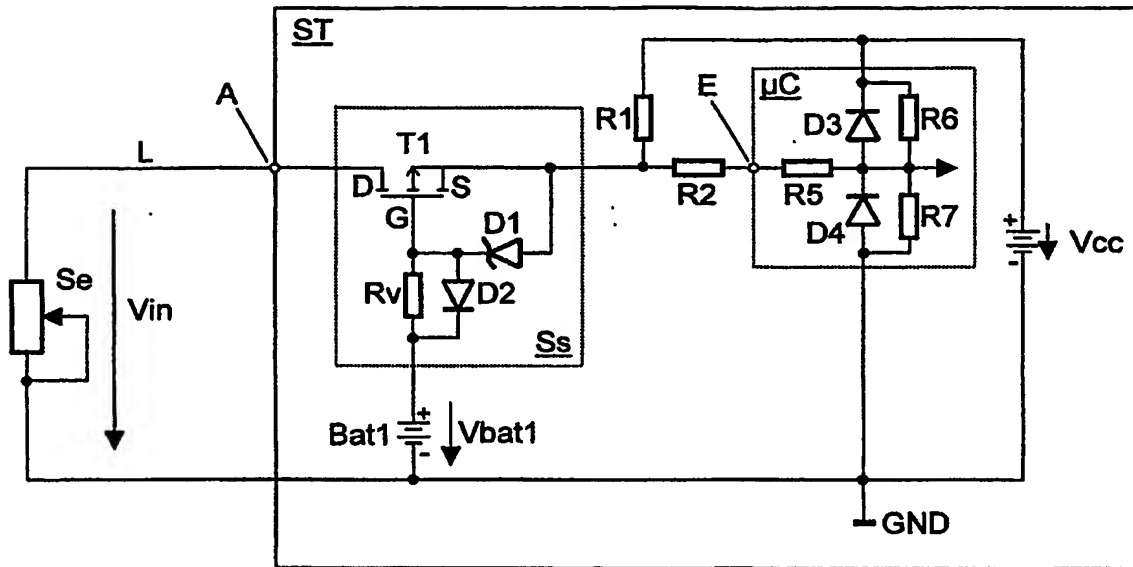 ST
µC
A
E
D3
R6
R1
T1
L
D
S
R2
R5
G
D1
D4
R7
+
Vcc
-
Se
Vin
Rv
D2
Ss
+
Bat1
Vbat1
-
GND